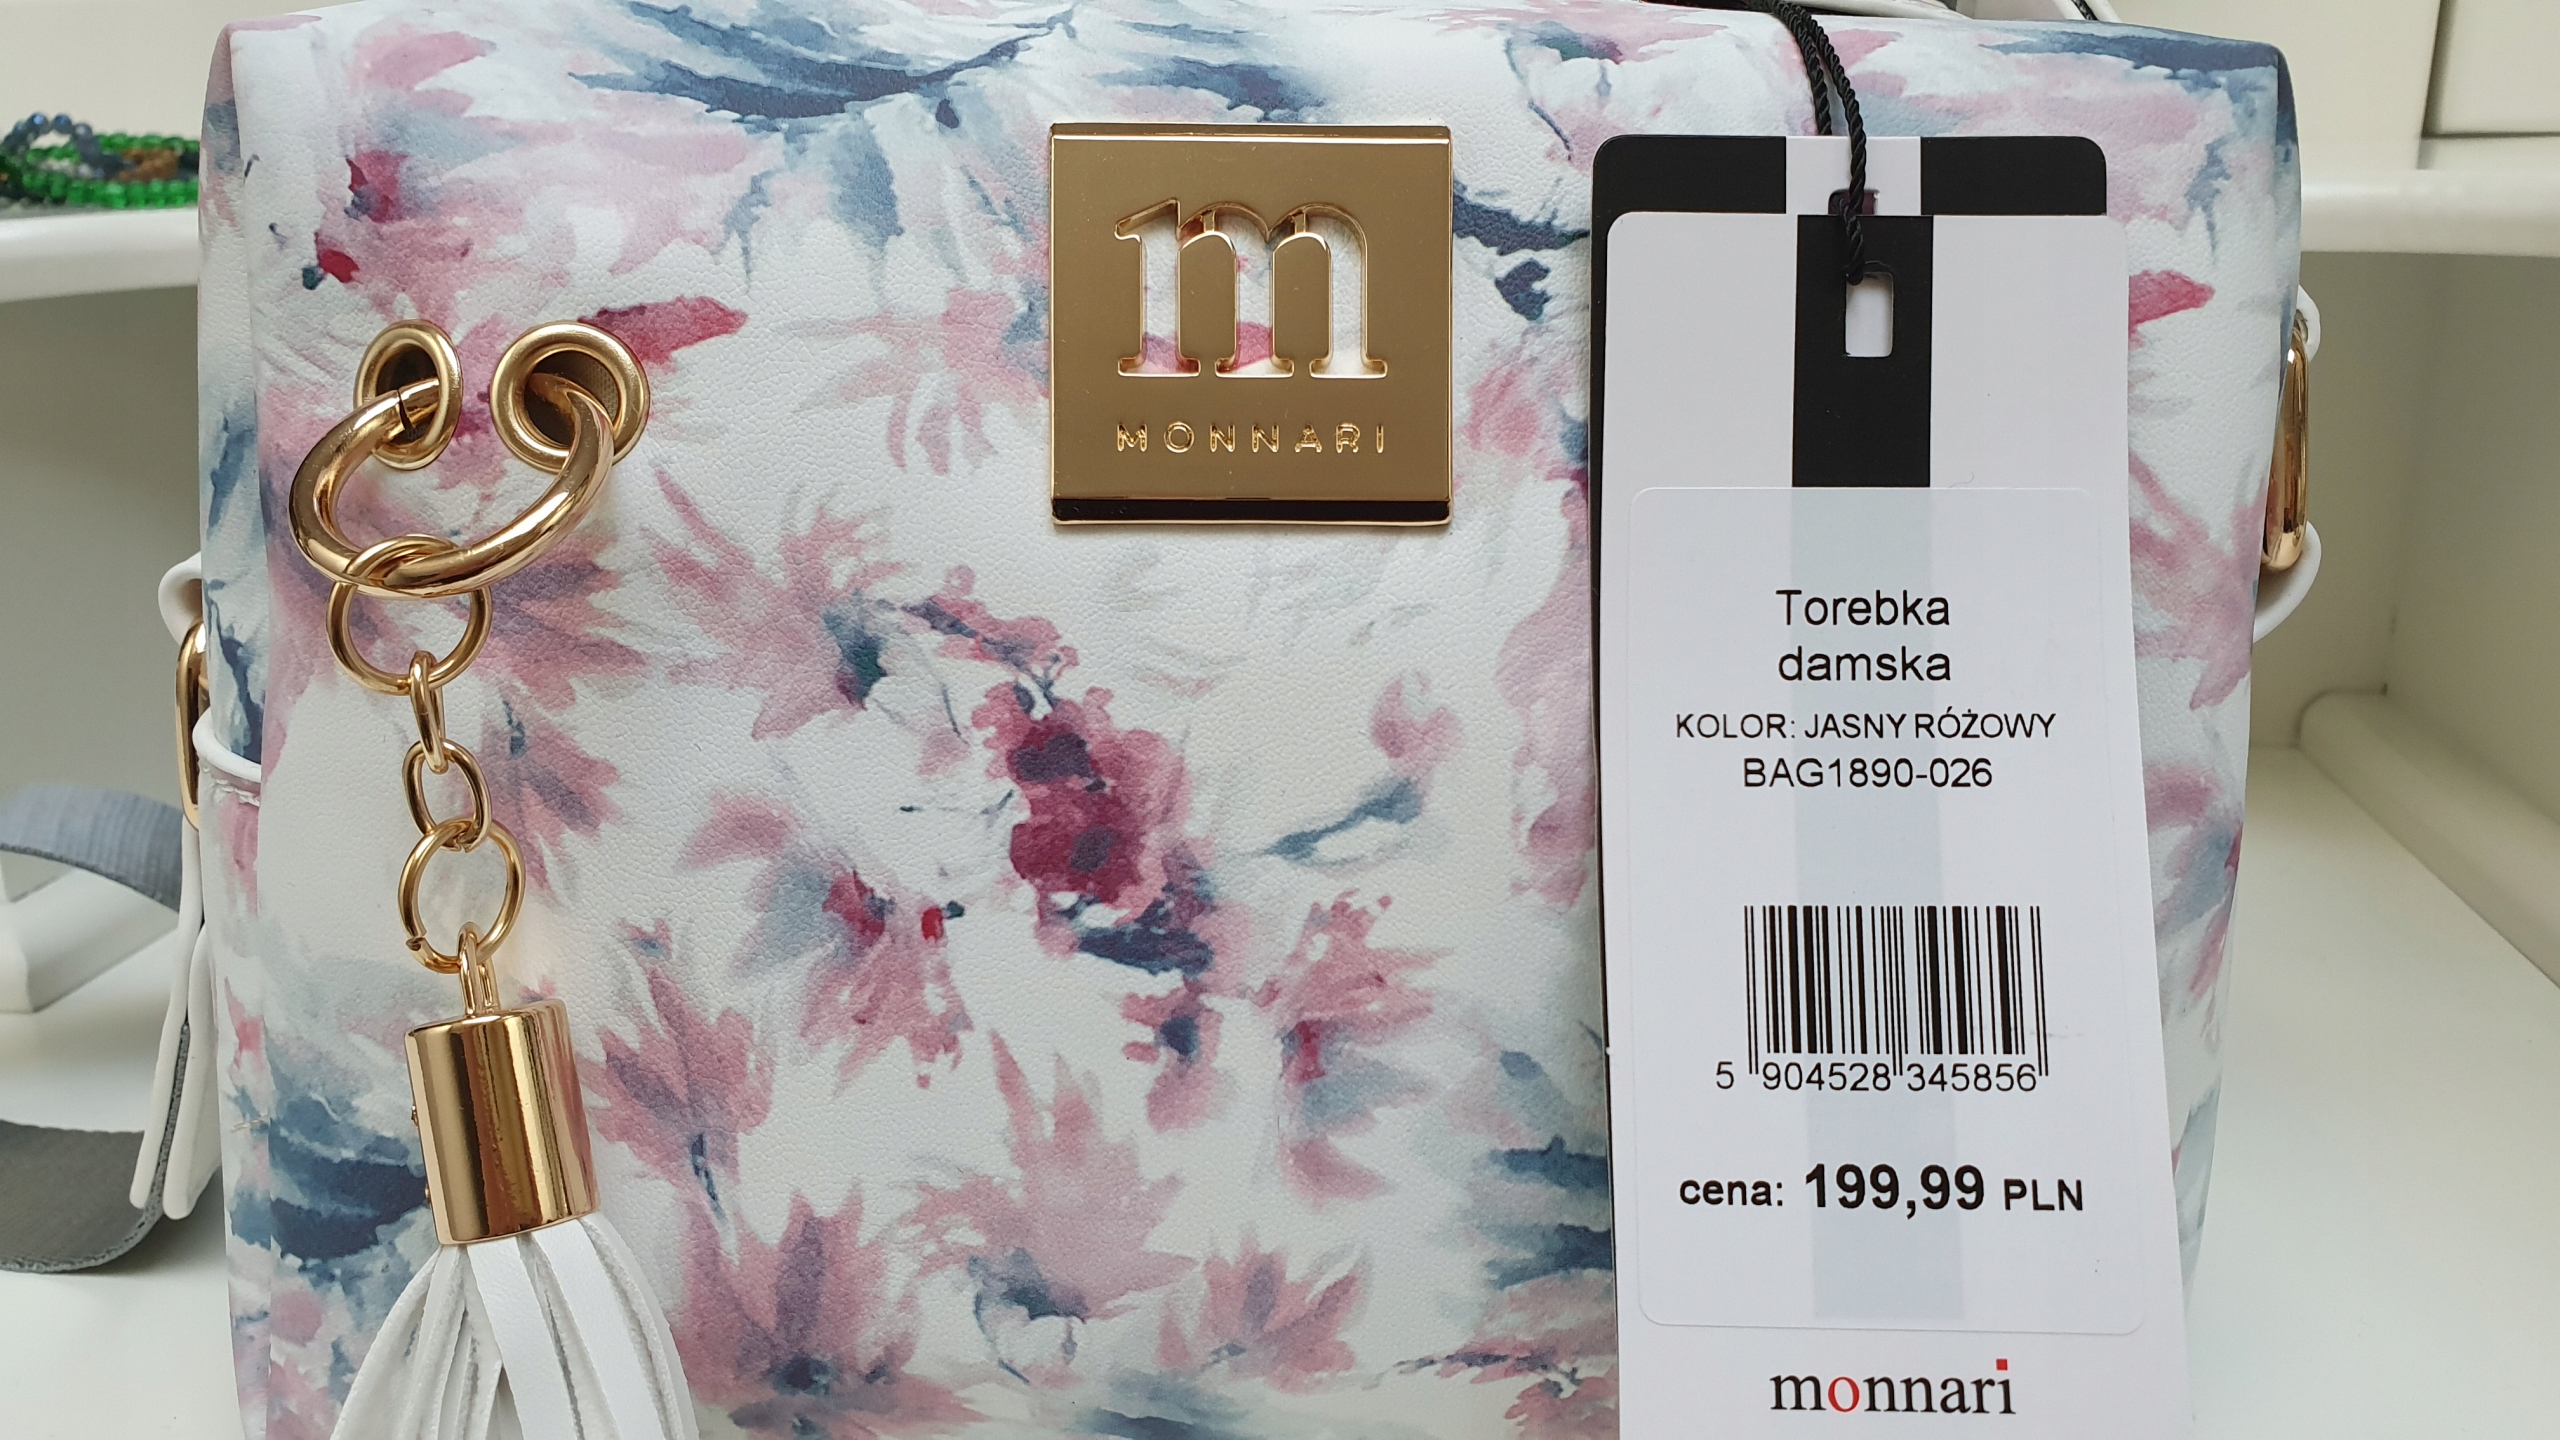 m
MONNARI
Torebka
damska
KOLOR: JASNY RÓŻOWY
BAG1890-026
5 904528 345856
cena: 199,99 PLN
monnari